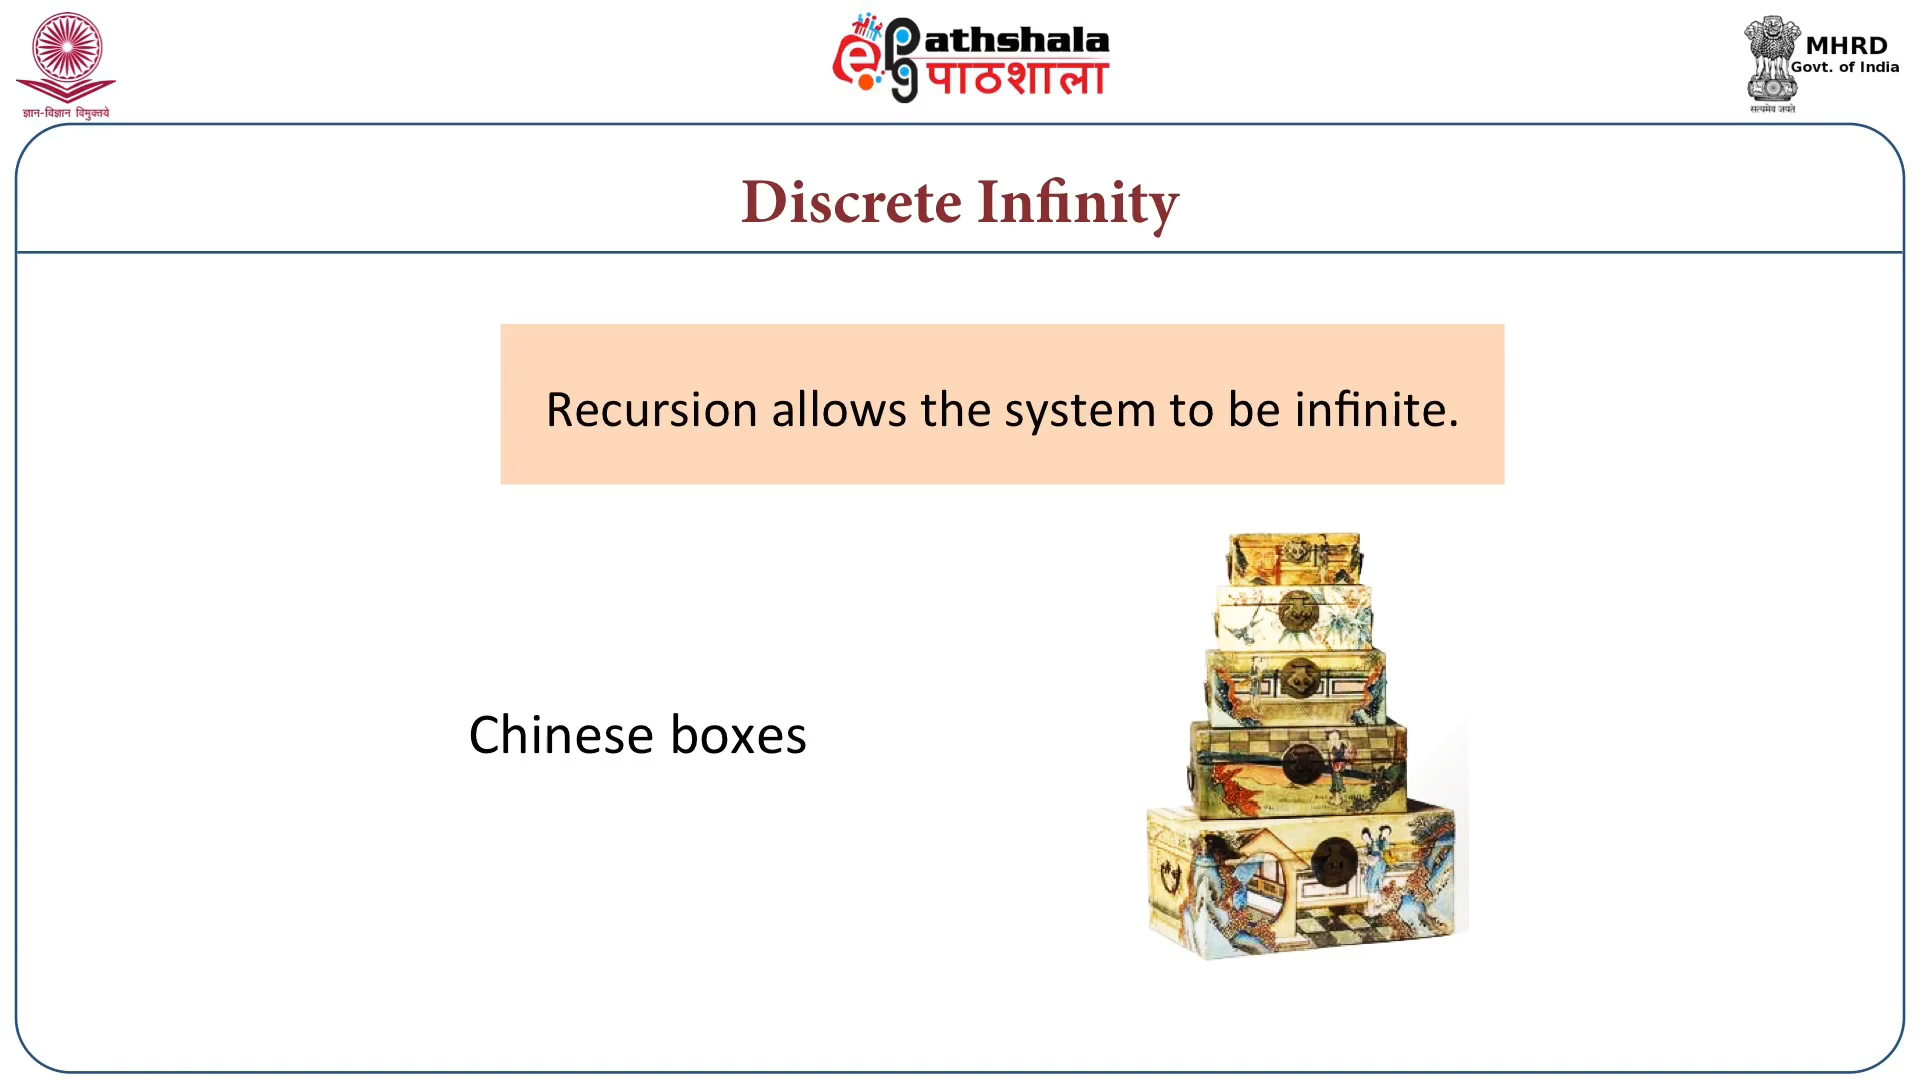 ज्ञान-विज्ञान विमुक्तये
ePathshala
पाठशाला
MHRD
Govt. of India
सत्यमेव जयते
Discrete Infinity
Recursion allows the system to be infinite.
Chinese boxes